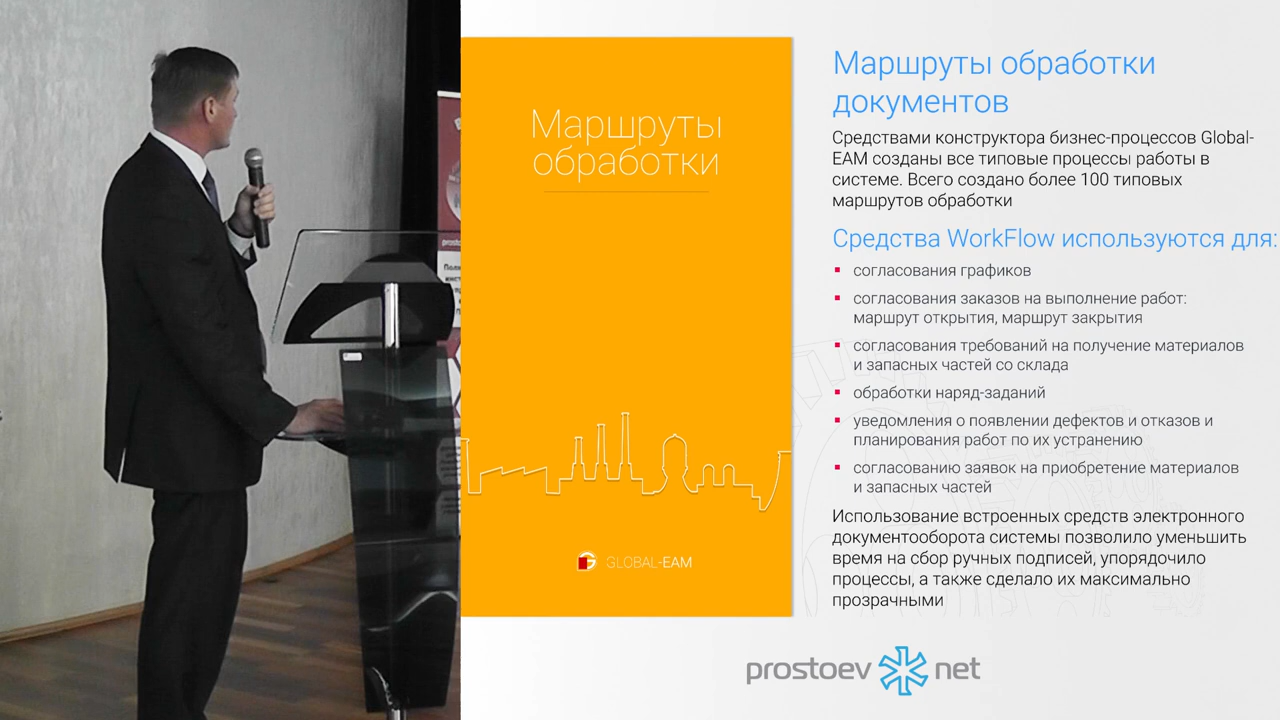 Маршруты
обработки
GLOBAL-EAM
Маршруты обработки
документов
Средствами конструктора бизнес-процессов Global-
EAM созданы все типовые процессы работы в
системе. Всего создано более 100 типовых
маршрутов обработки
Средства WorkFlow используются для:
согласования графиков
согласования заказов на выполнение работ:
маршрут открытия, маршрут закрытия
согласования требований на получение материалов
и запасных частей со склада
обработки наряд-заданий
уведомления о появлении дефектов и отказов и
планирования работ по их устранению
согласованию заявок на приобретение материалов
и запасных частей
Использование встроенных средств электронного
документооборота системы позволило уменьшить
время на сбор ручных подписей, упорядочило
процессы, а также сделало их максимально
прозрачными
prostoev net